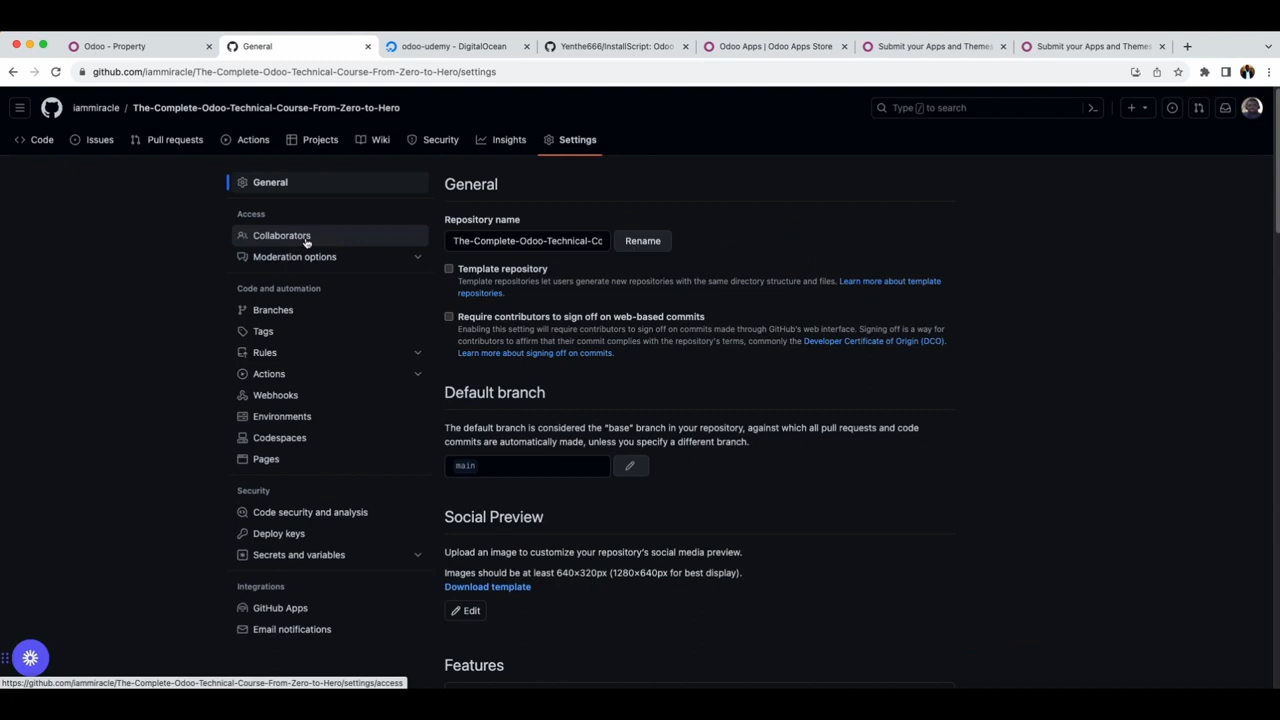 Odoo - Property
General
odoo-udemy - DigitalOcean
Yenthe666/InstallScript: Odoo
Odoo Apps | Odoo Apps Store
Submit your Apps and Themes
Submit your Apps and Themes
github.com/iammiracle/The-Complete-Odoo-Technical-Course-From-Zero-to-Hero/settings
iammiracle / The-Complete-Odoo-Technical-Course-From-Zero-to-Hero
Type / to search
Code
Issues
Pull requests
Actions
Projects
Wiki
Security
Insights
Settings
General
Access
Collaborators
Moderation options
Code and automation
Branches
Tags
Rules
Actions
Webhooks
Environments
Codespaces
Pages
Security
Code security and analysis
Deploy keys
Secrets and variables
Integrations
GitHub Apps
Email notifications
General
Repository name
The-Complete-Odoo-Technical-Co
Rename
Template repository
Template repositories let users generate new repositories with the same directory structure and files. Learn more about template
repositories.
Require contributors to sign off on web-based commits
Enabling this setting will require contributors to sign off on commits made through GitHub's web interface. Signing off is a way for
contributors to affirm that their commit complies with the repository's terms, commonly the Developer Certificate of Origin (DCO).
Learn more about signing off on commits.
Default branch
The default branch is considered the "base" branch in your repository, against which all pull requests and code
commits are automatically made, unless you specify a different branch.
main
Social Preview
Upload an image to customize your repository's social media preview.
Images should be at least 640×320px (1280×640px for best display).
Download template
Edit
Features
https://github.com/iammiracle/The-Complete-Odoo-Technical-Course-From-Zero-to-Hero/settings/access